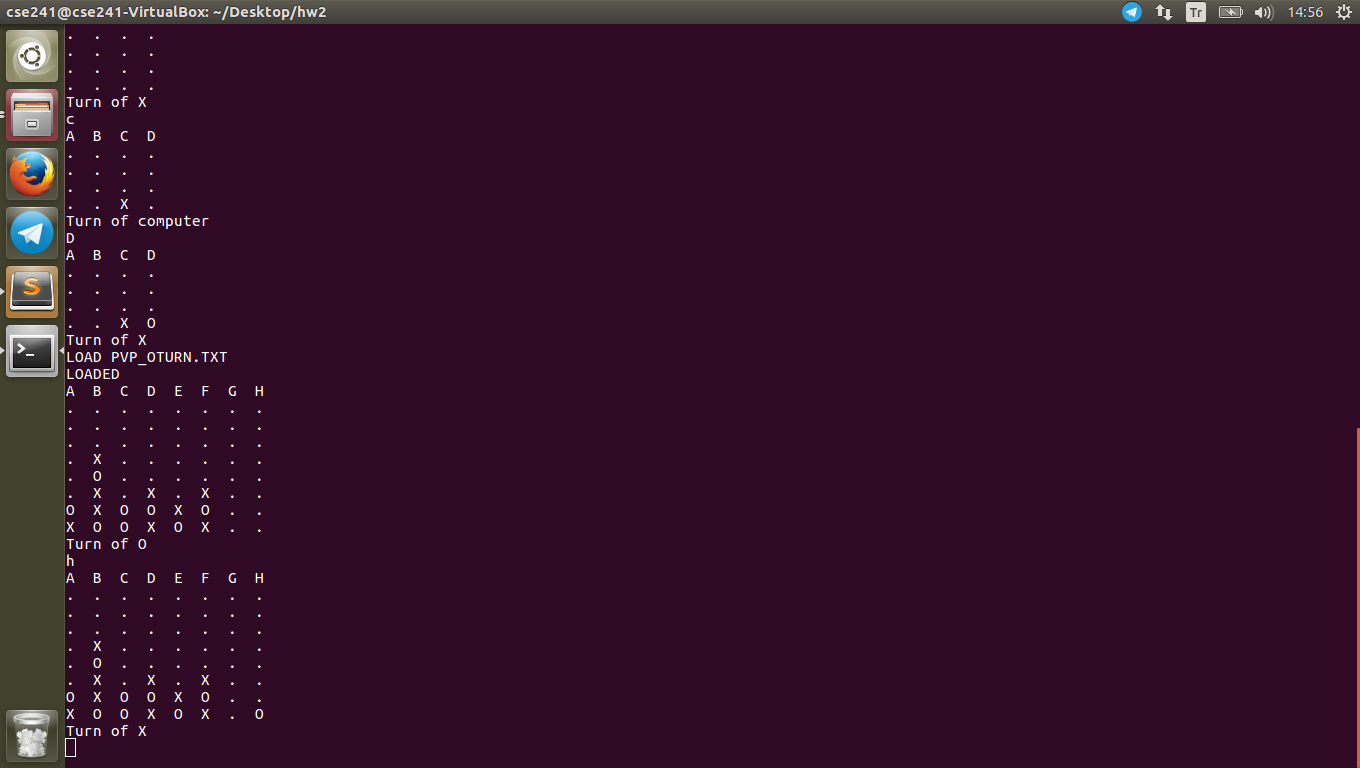 cse241@cse241-VirtualBox: ~/Desktop/hw2
Tr
14:56
. . . .
. . . .
. . . .
. . . .
Turn of X
c
A B C D
. . . .
. . . .
. . . .
. . X .
Turn of computer
D
A B C D
. . . .
. . . .
. . . .
. . X O
Turn of X
LOAD PVP_OTURN.TXT
LOADED
A B C D E F G H
. . . . . . . .
. . . . . . . .
. . . . . . . .
. X . . . . . .
. O . . . . . .
. X . X . X . .
O X O O X O . .
X O O X O X . .
Turn of O
h
A B C D E F G H
. . . . . . . .
. . . . . . . .
. . . . . . . .
. X . . . . . .
. O . . . . . .
. X . X . X . .
O X O O X O . .
X O O X O X . O
Turn of X